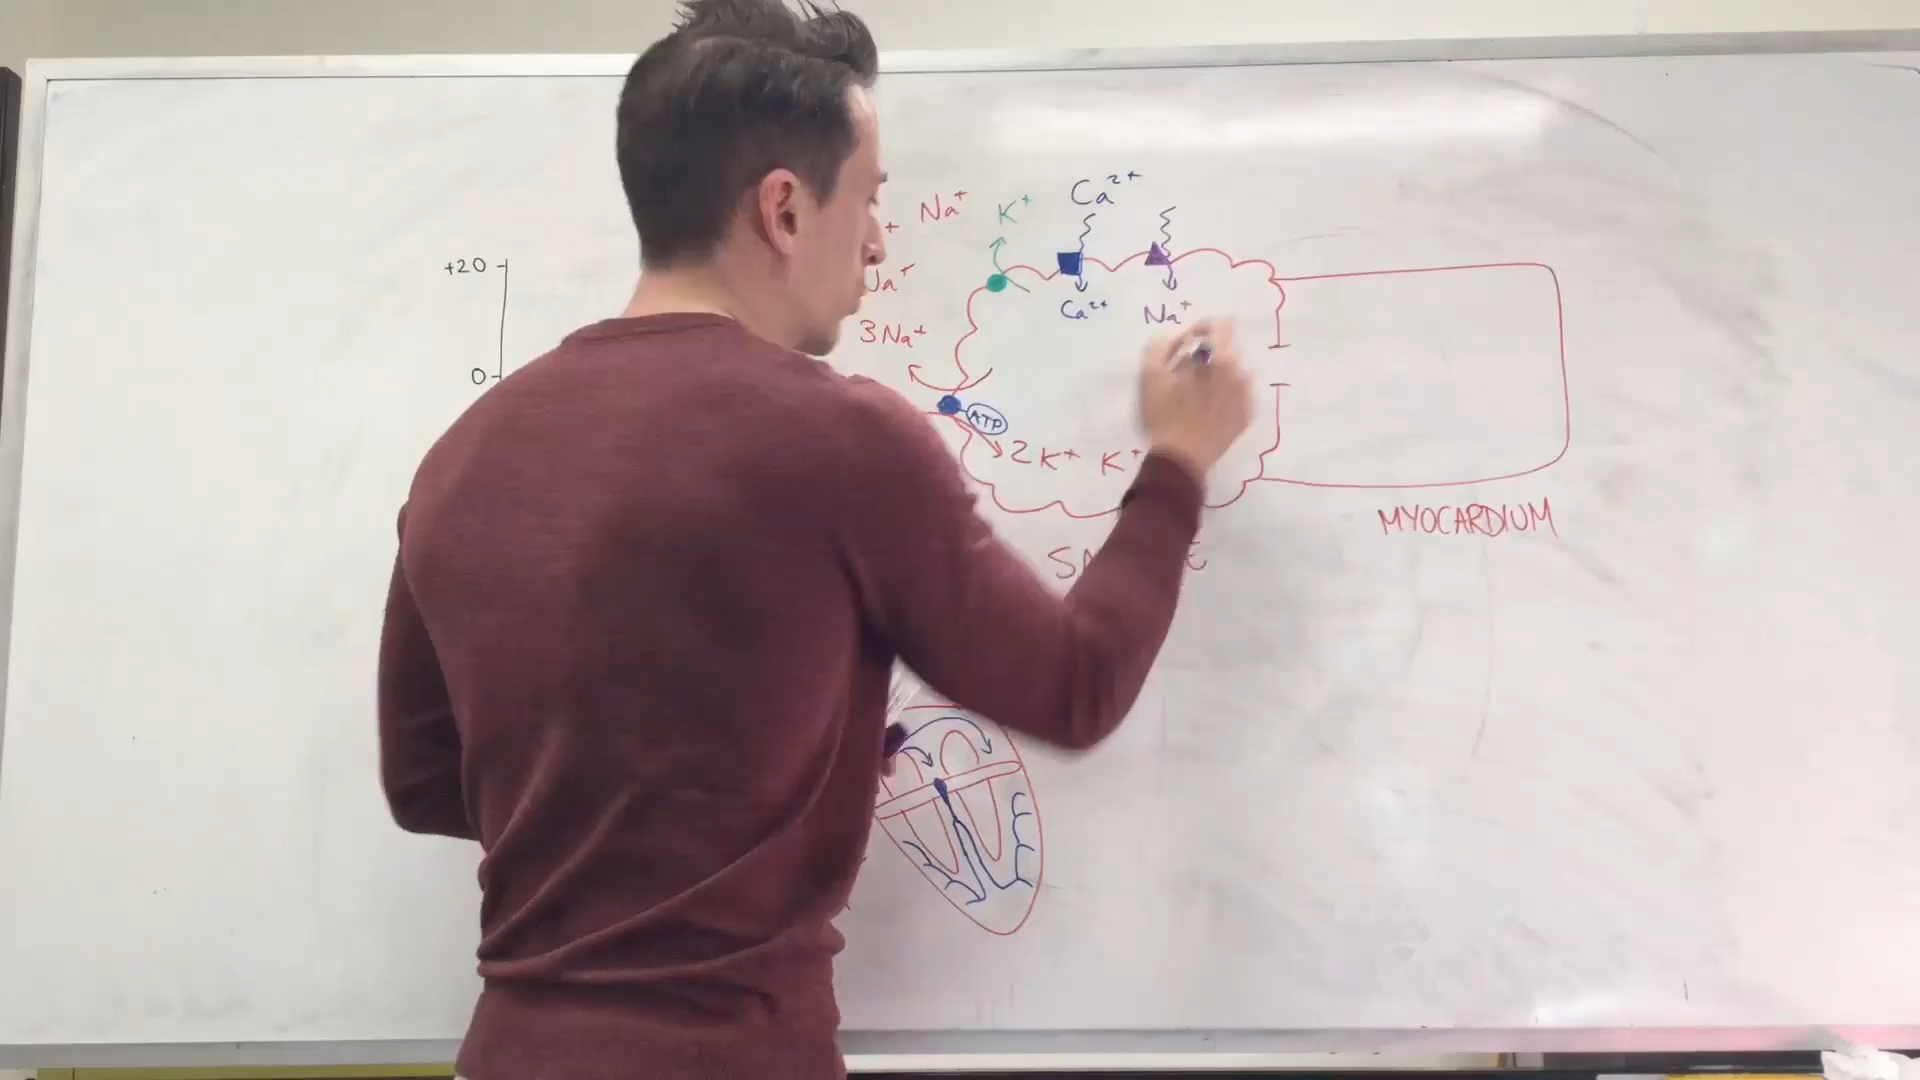 Ca²⁺
Na⁺ K⁺
+
+20
Na⁺
Ca²⁺ Na⁺
3Na⁺
0
ATP
2K⁺ K⁺
MYOCARDIUM